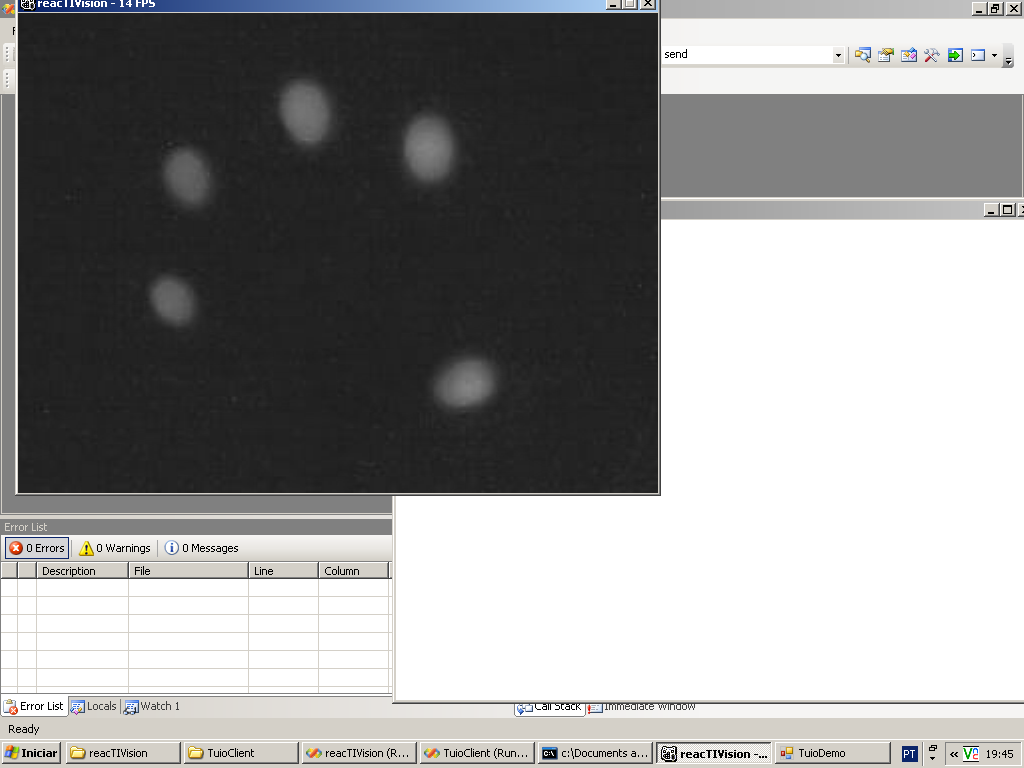 reacTIVision - 14 FPS
send
Error List
0 Errors
0 Warnings
0 Messages
Description
File
Line
Column
Error List
Locals
Watch 1
Call Stack
Immediate Window
Ready
Iniciar
reacTIVision
TuioClient
reacTIVision (R...
TuioClient (Run...
c:\Documents a...
reacTIVision -...
TuioDemo
PT
«
19:45